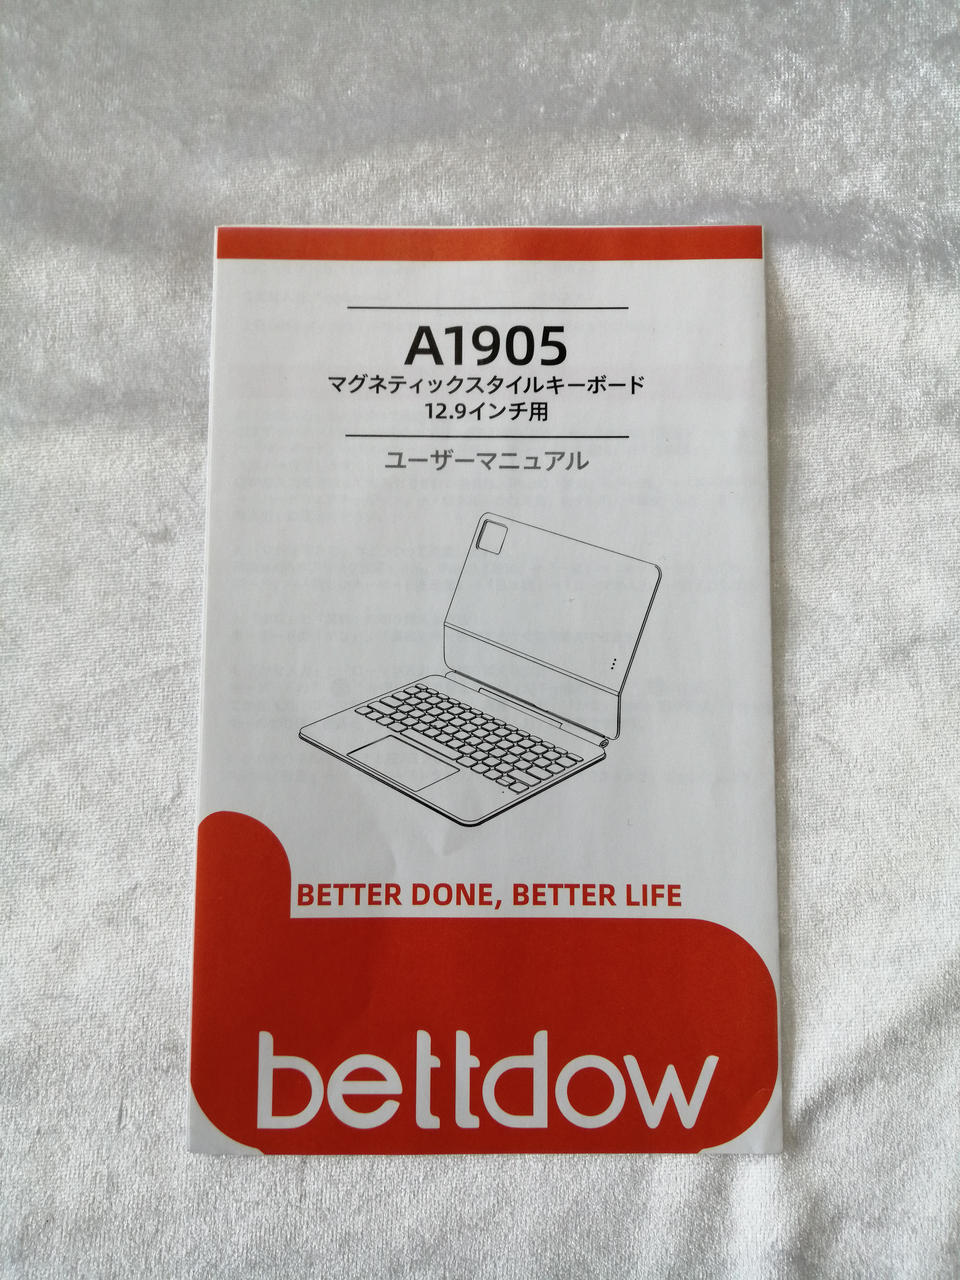 A1905
マグネティックスタイルキーボード
12.9インチ用
ユーザーマニュアル
BETTER DONE, BETTER LIFE
bettdow